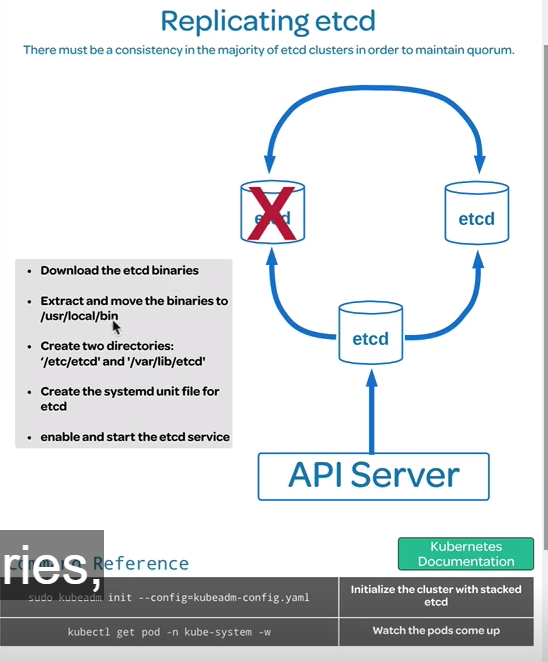 Replicating etcd
There must be a consistency in the majority of etcd clusters in order to maintain quorum.
etcd
etcd
etcd
• Download the etcd binaries
• Extract and move the binaries to
/usr/local/bin
• Create two directories:
'/etc/etcd' and '/var/lib/etcd'
• Create the systemd unit file for
etcd
• enable and start the etcd service
API Server
Kubernetes
Documentation
ries,
Reference
sudo kubeadm init --config=kubeadm-config.yaml
Initialize the cluster with stacked
etcd
kubectl get pod -n kube-system -w
Watch the pods come up